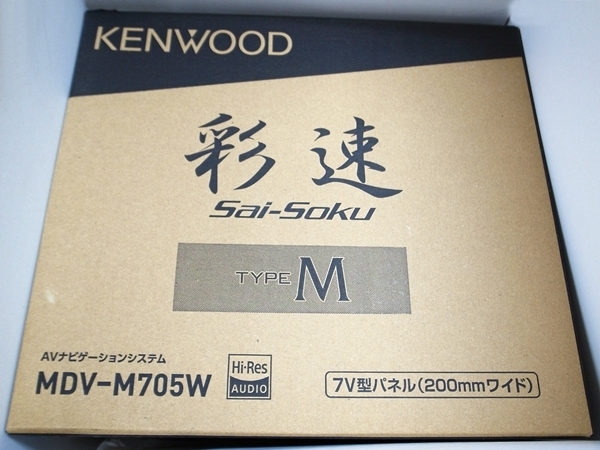 KENWOOD
彩速
Sai-Soku
TYPE M
AVナビゲーションシステム
MDV-M705W
Hi-Res
AUDIO
7V型パネル(200mmワイド)